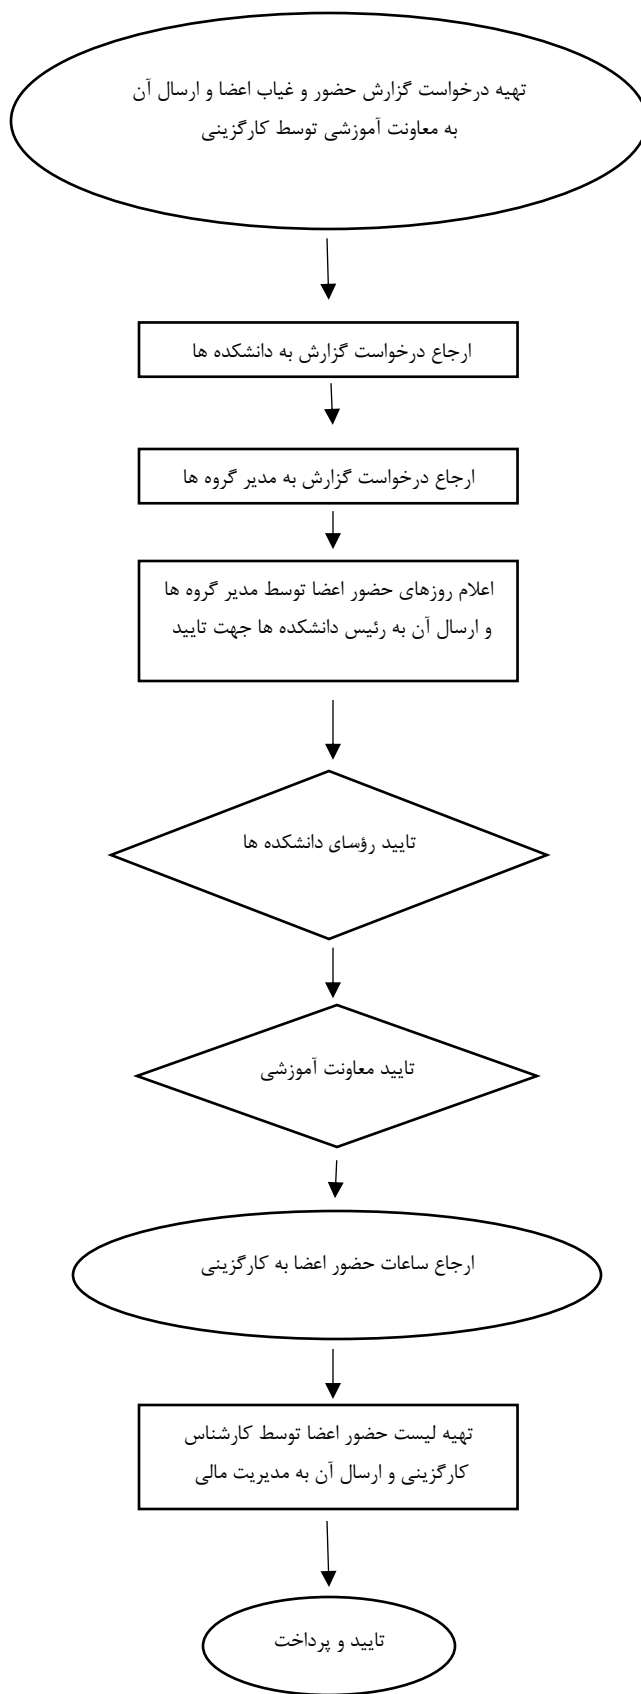 تهیه درخواست گزارش حضور و غیاب اعضا و ارسال آن
به معاونت آموزشی توسط کارگزینی
ارجاع درخواست گزارش به دانشکده ها
ارجاع درخواست گزارش به مدیر گروه ها
اعلام روزهای حضور اعضا توسط مدیر گروه ها
و ارسال آن به رئیس دانشکده ها جهت تایید
تایید رؤسای دانشکده ها
تایید معاونت آموزشی
ارجاع ساعات حضور اعضا به کارگزینی
تهیه لیست حضور اعضا توسط کارشناس
کارگزینی و ارسال آن به مدیریت مالی
تایید و پرداخت